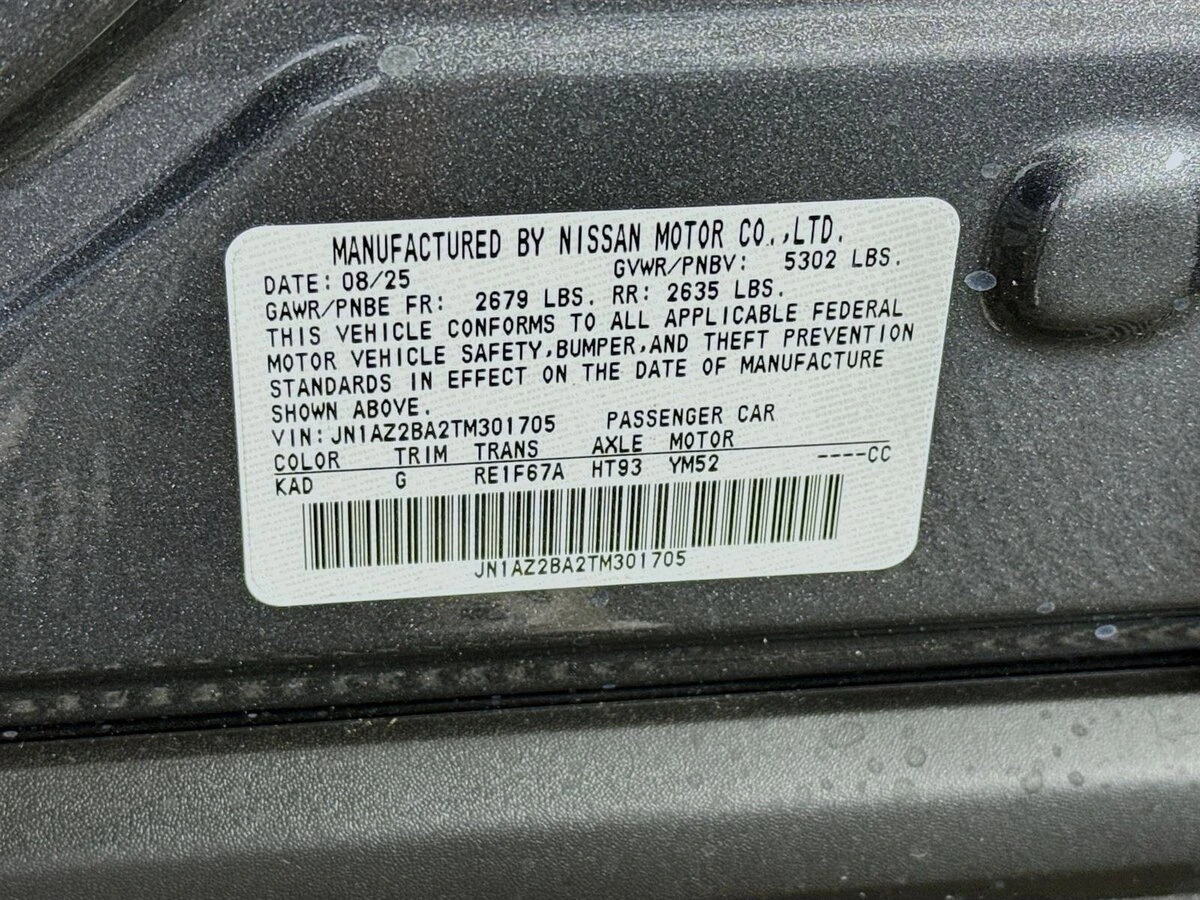 MANUFACTURED BY NISSAN MOTOR CO.,LTD.
DATE: 08/25 GVWR/PNBV: 5302 LBS.
GAWR/PNBE FR: 2679 LBS. RR: 2635 LBS.
THIS VEHICLE CONFORMS TO ALL APPLICABLE FEDERAL
MOTOR VEHICLE SAFETY,BUMPER,AND THEFT PREVENTION
STANDARDS IN EFFECT ON THE DATE OF MANUFACTURE
SHOWN ABOVE.
VIN:JN1AZ2BA2TM301705 PASSENGER CAR
COLOR TRIM TRANS AXLE MOTOR
KAD G RE1F67A HT93 YM52 ----CC
JN1AZ2BA2TM301705